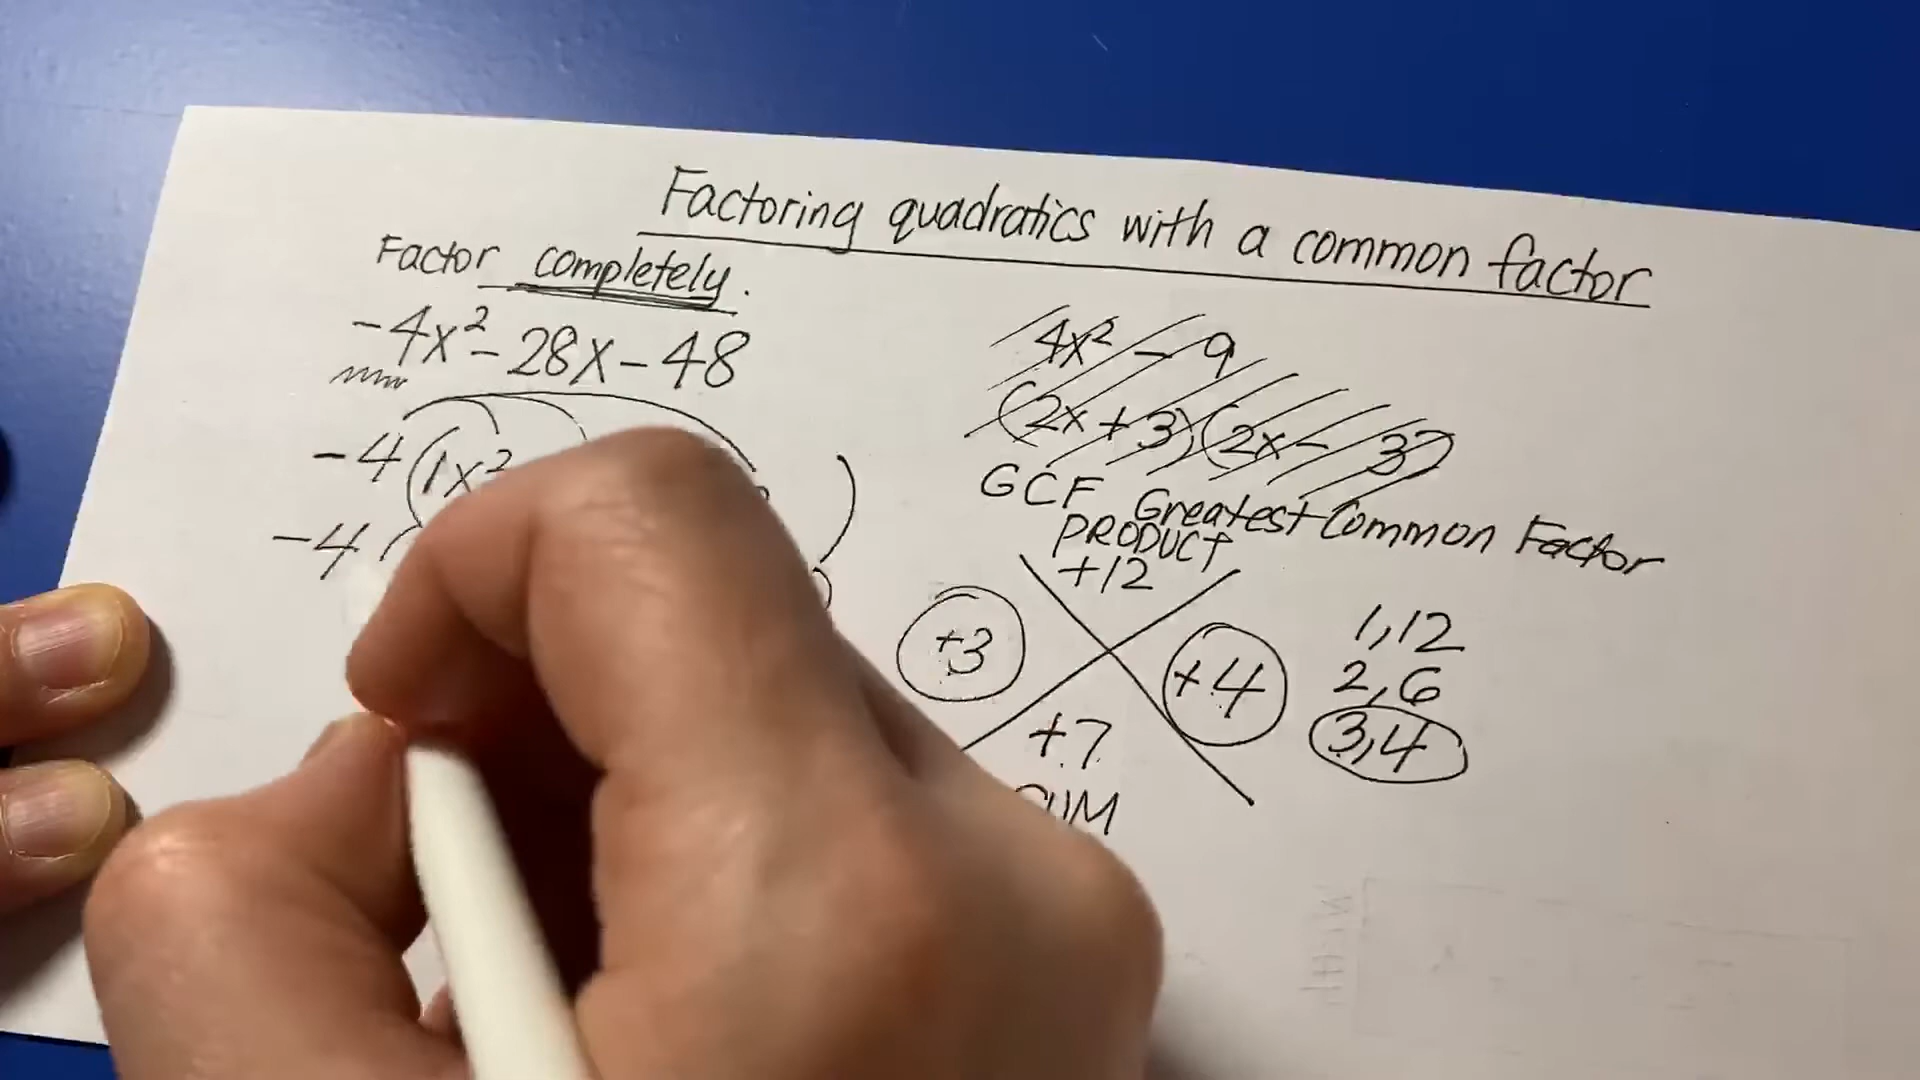 Factoring quadratics with a common factor
Factor completely.
-4x² - 28x - 48
-4(1x²
)
-4(
)
4x² - 9
(2x + 3)(2x - 3)
GCF Greatest Common Factor
PRODUCT
+12
+3
+4
+7
1,12
2,6
3,4